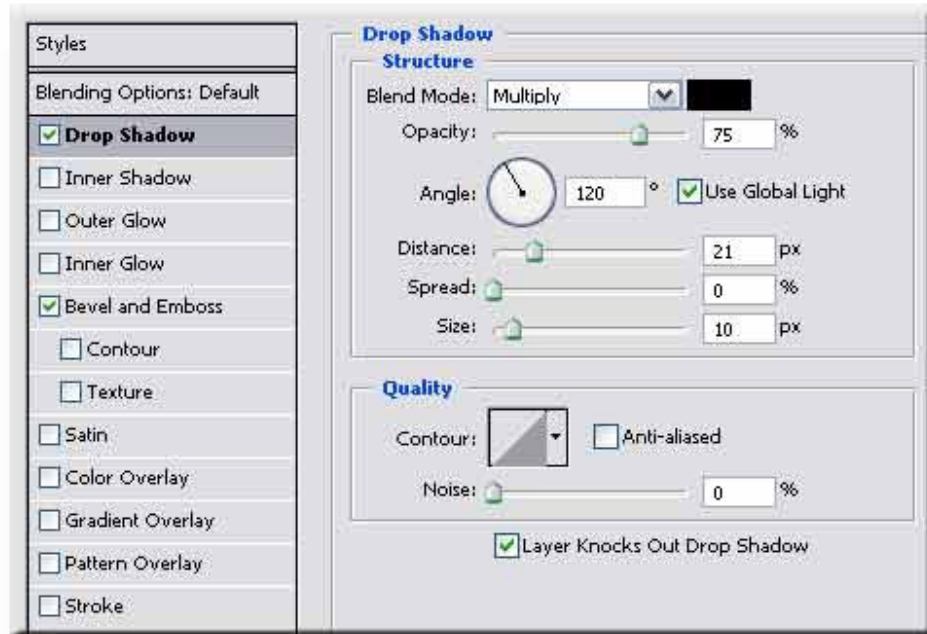 Styles
Blending Options: Default
Drop Shadow
Inner Shadow
Outer Glow
Inner Glow
Bevel and Emboss
Contour
Texture
Satin
Color Overlay
Gradient Overlay
Pattern Overlay
Stroke
Drop Shadow
Structure
Blend Mode: Multiply
Opacity: 75 %
Angle: 120 ° Use Global Light
Distance: 21 px
Spread: 0 %
Size: 10 px
Quality
Contour: Anti-aliased
Noise: 0 %
Layer Knocks Out Drop Shadow